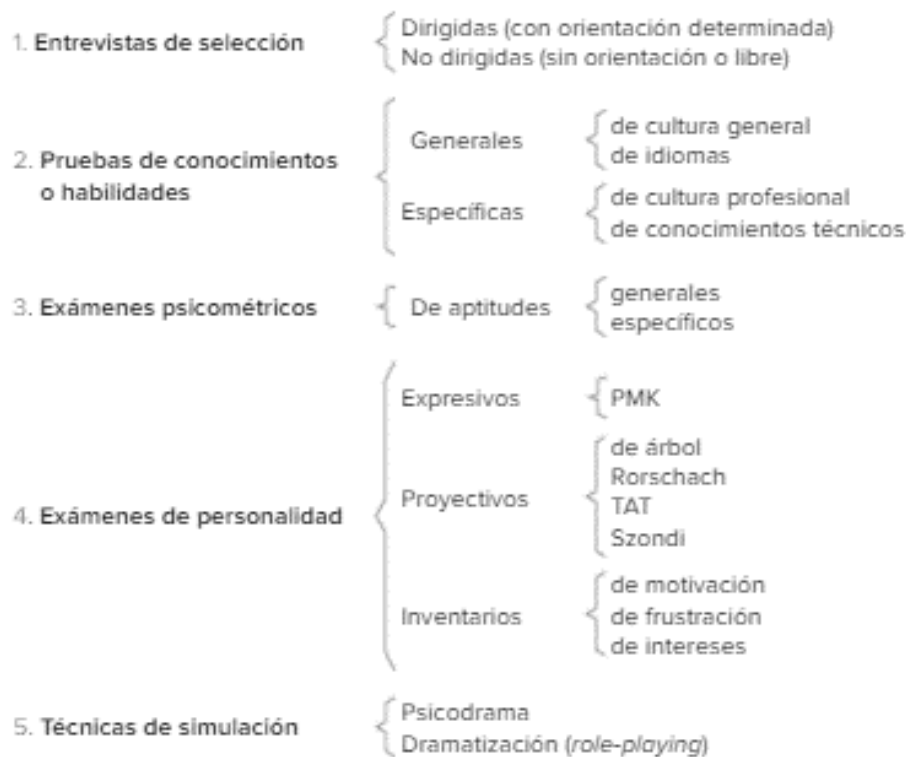 1. Entrevistas de selección
Dirigidas (con orientación determinada)
No dirigidas (sin orientación o libre)
2. Pruebas de conocimientos
o habilidades
Generales
de cultura general
de idiomas
Específicas
de cultura profesional
de conocimientos técnicos
3. Exámenes psicométricos
De aptitudes
generales
específicos
4. Exámenes de personalidad
Expresivos
PMK
Proyectivos
de árbol
Rorschach
TAT
Szondi
Inventarios
de motivación
de frustración
de intereses
5. Técnicas de simulación
Psicodrama
Dramatización (role-playing)